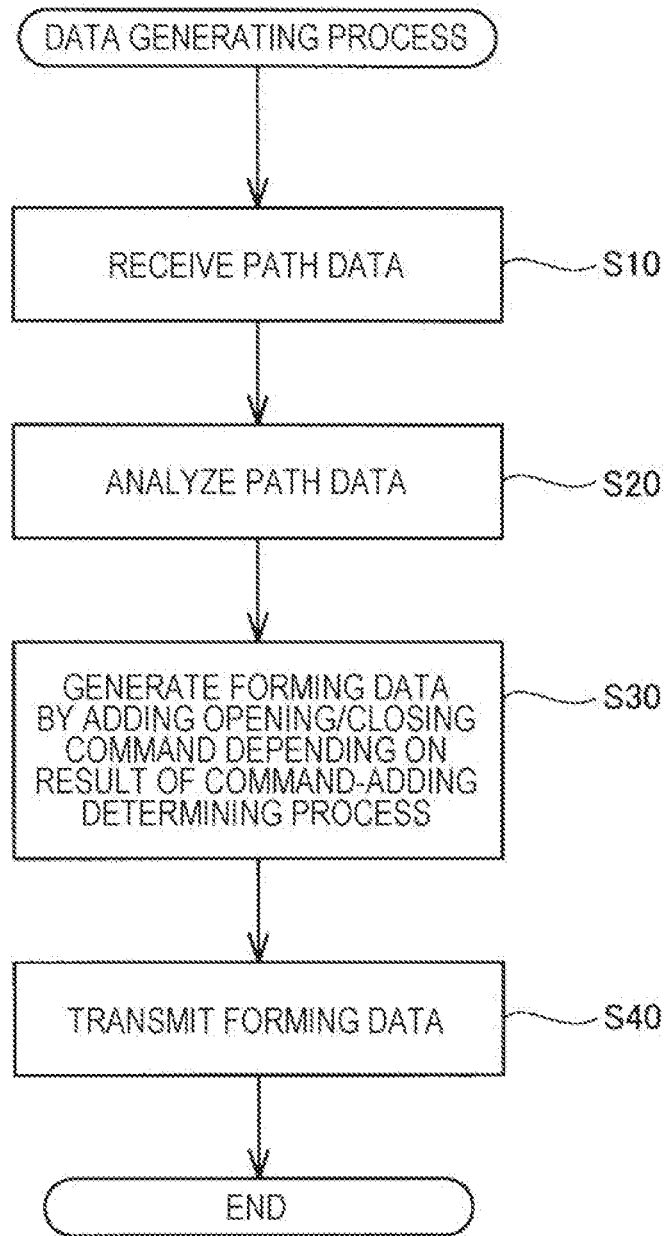 DATA GENERATING PROCESS
RECEIVE PATH DATA
S10
ANALYZE PATH DATA
S20
GENERATE FORMING DATA
BY ADDING OPENING/CLOSING
COMMAND DEPENDING ON
RESULT OF COMMAND-ADDING
DETERMINING PROCESS
S30
TRANSMIT FORMING DATA
S40
END